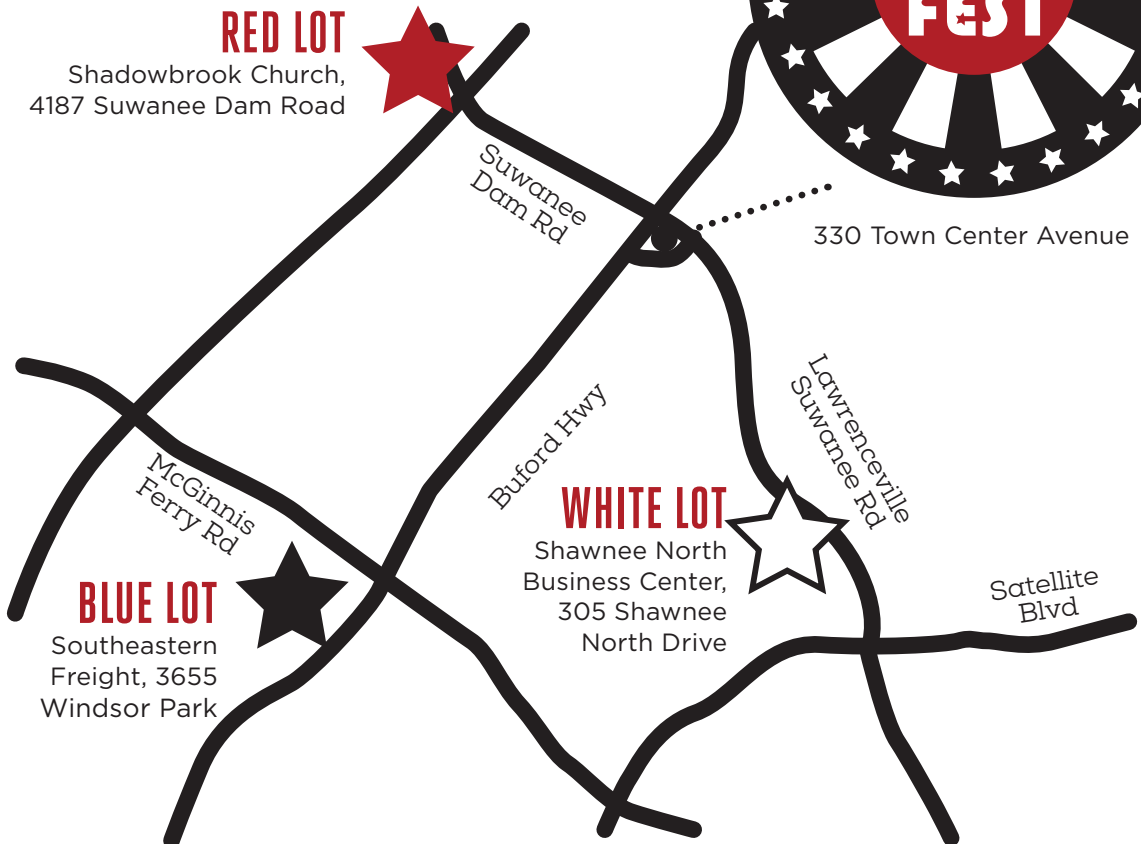 FEST
RED LOT
Shadowbrook Church,
4187 Suwanee Dam Road
Suwanee
Dam Rd
330 Town Center Avenue
Lawrenceville
Suwanee Rd
Buford Hwy
McGinnis
Ferry Rd
WHITE LOT
Shawnee North
Business Center,
305 Shawnee
North Drive
Satellite
Blvd
BLUE LOT
Southeastern
Freight, 3655
Windsor Park